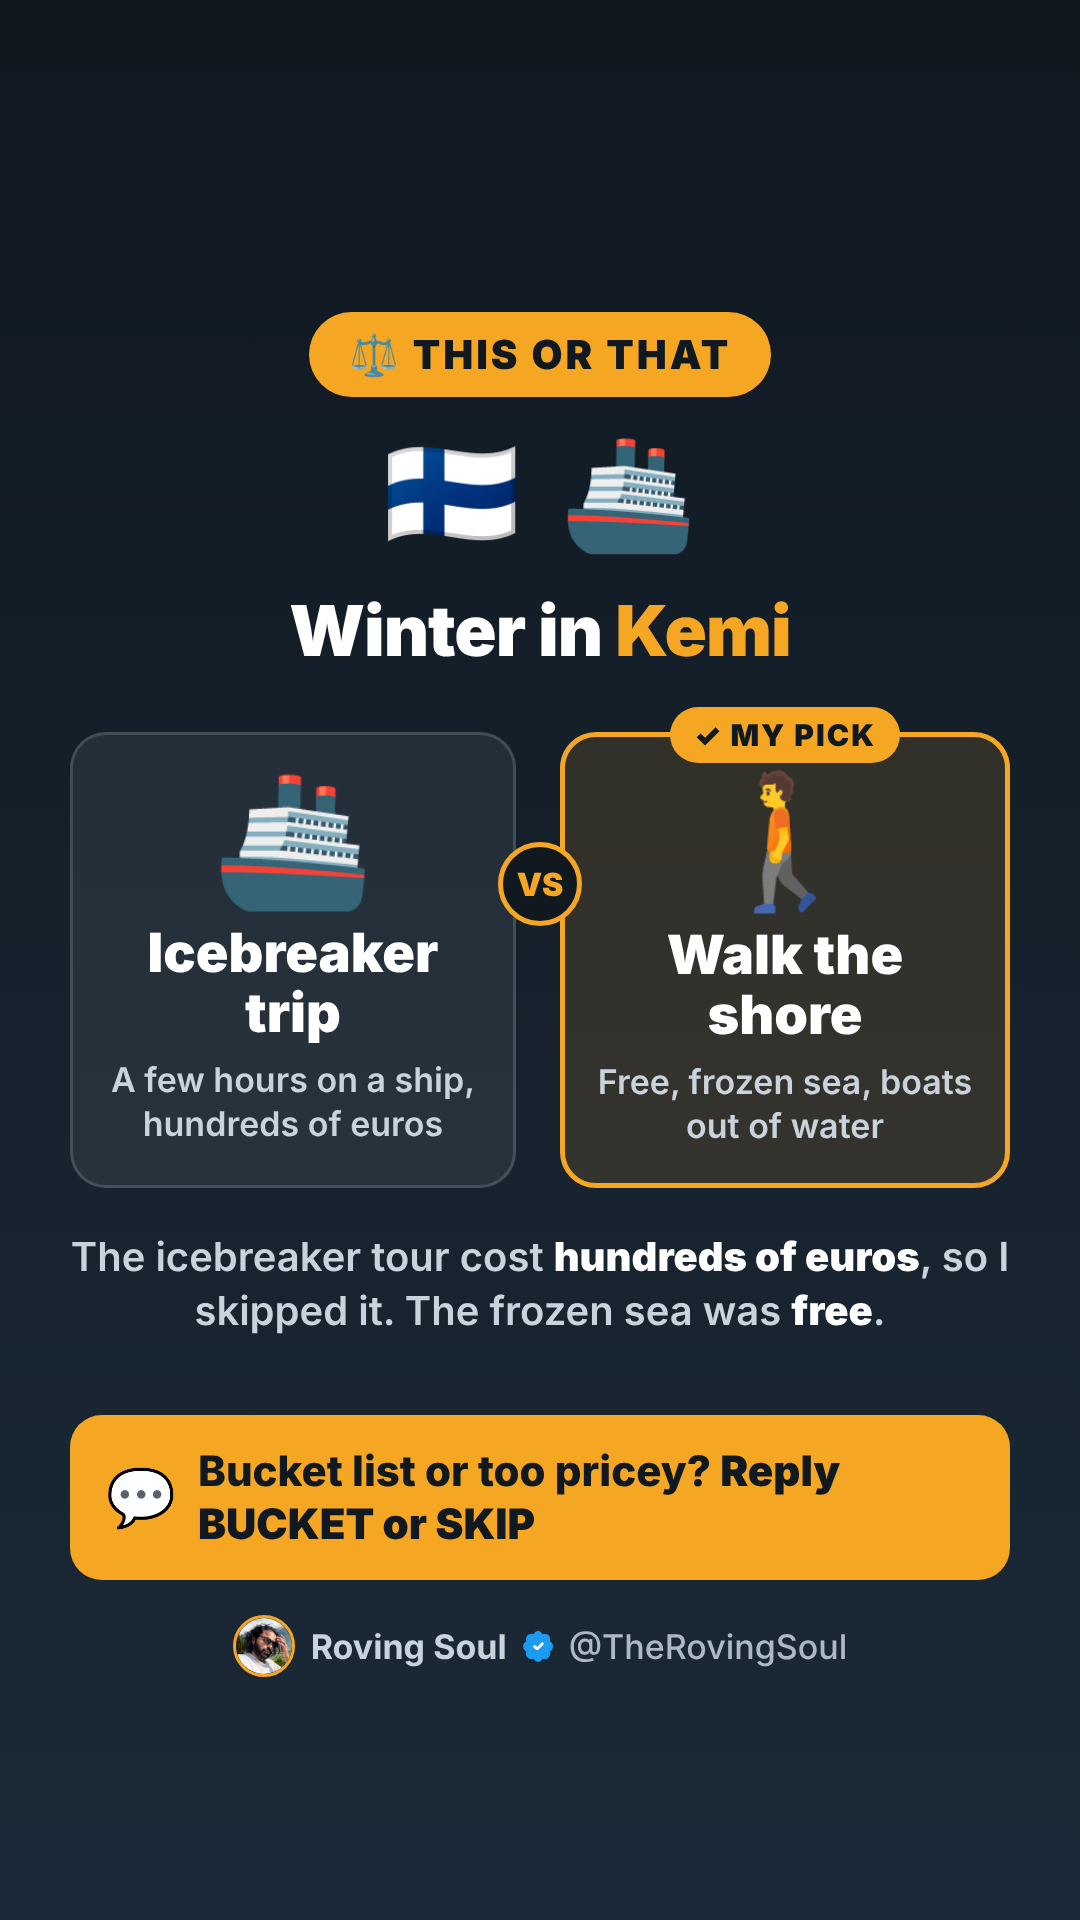 ⚖️ THIS OR THAT
Winter in Kemi
✔ MY PICK
Icebreaker
trip
A few hours on a ship,
hundreds of euros
VS
Walk the
shore
Free, frozen sea, boats
out of water
The icebreaker tour cost hundreds of euros, so I
skipped it. The frozen sea was free.
Bucket list or too pricey? Reply
BUCKET or SKIP
Roving Soul @TheRovingSoul